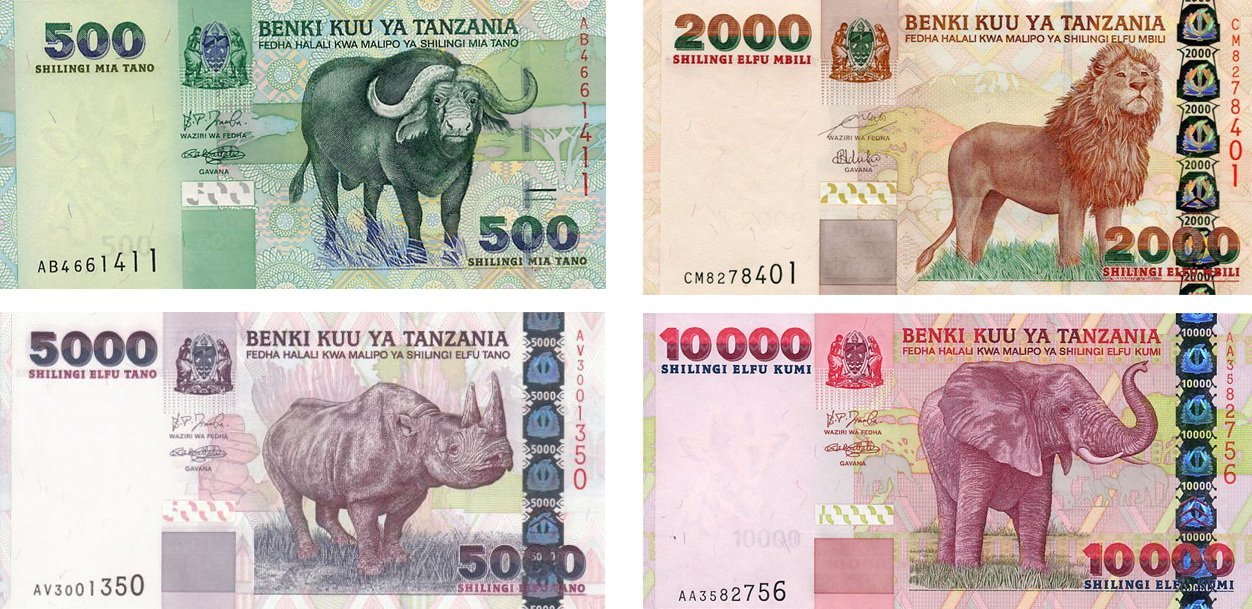 500
SHILINGI MIA TANO
BENKI KUU YA TANZANIA
FEDHA HALALI KWA MALIPO YA SHILINGI MIA TANO
AB4661411
WAZIRI WA FEDHA
GAVANA
500
AB4661411
500
SHILINGI MIA TANO
2000
SHILINGI ELFU MBILI
BENKI KUU YA TANZANIA
FEDHA HALALI KWA MALIPO YA SHILINGI ELFU MBILI
CM8278401
2000
2000
2000
2000
WAZIRI WA FEDHA
GAVANA
CM8278401
2000
SHILINGI ELFU MBILI
2000
5000
SHILINGI ELFU TANO
BENKI KUU YA TANZANIA
FEDHA HALALI KWA MALIPO YA SHILINGI ELFU TANO
AV3001350
5000
5000
5000
5000
WAZIRI WA FEDHA
GAVANA
AV3001350
5000
SHILINGI ELFU TANO
5000
10000
SHILINGI ELFU KUMI
BENKI KUU YA TANZANIA
FEDHA HALALI KWA MALIPO YA SHILINGI ELFU KUMI
AA3582756
10000
10000
10000
WAZIRI WA FEDHA
GAVANA
10000
AA3582756
10000
SHILINGI ELFU KUMI